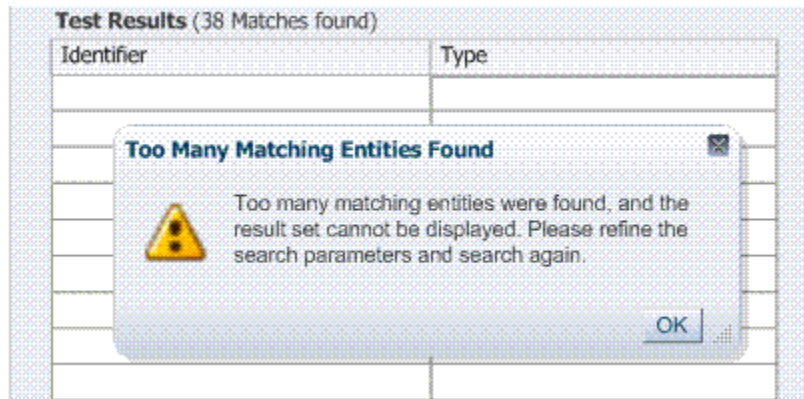 Test Results (38 Matches found)
Identifier Type
Too Many Matching Entities Found
Too many matching entities were found, and the
result set cannot be displayed. Please refine the
search parameters and search again.
OK